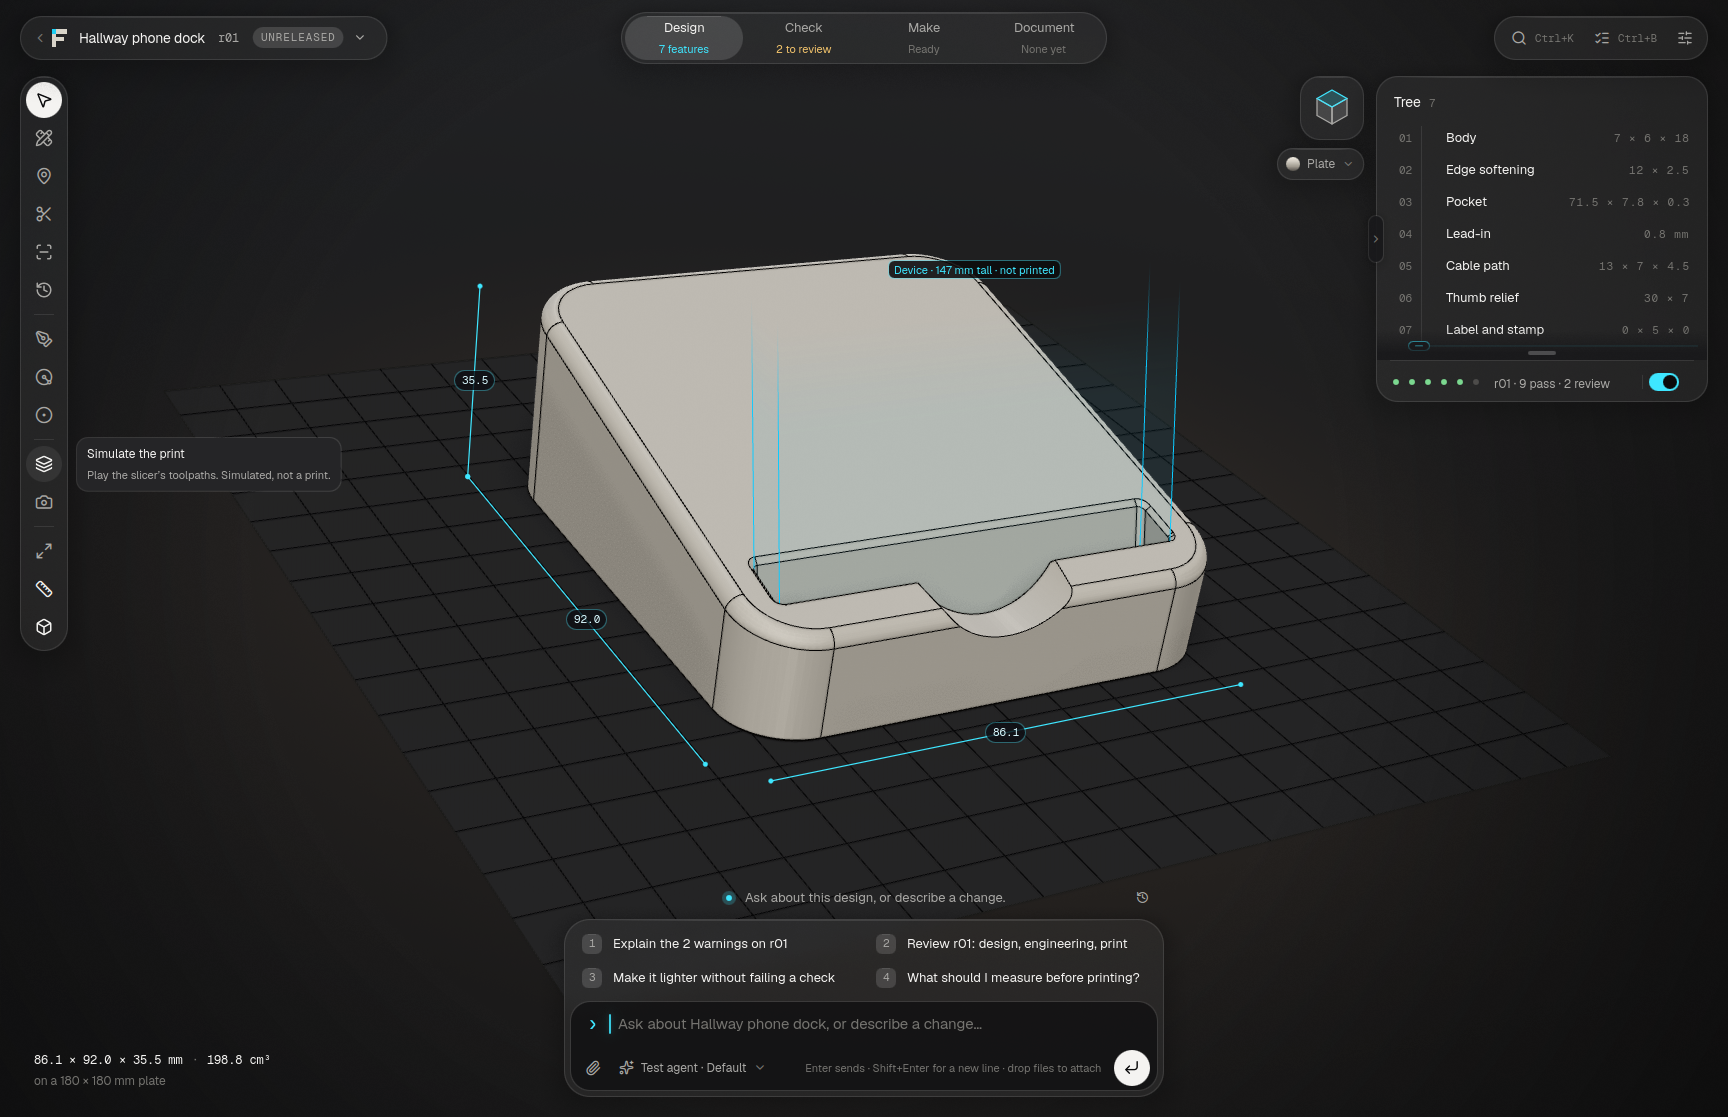 Hallway phone dock r01 UNRELEASED
Design
7 features
Check
2 to review
Make
Ready
Document
None yet
Ctrl+K Ctrl+B
Plate
Tree 7
01 Body 7 × 6 × 18
02 Edge softening 12 × 2.5
03 Pocket 71.5 × 7.8 × 0.3
04 Lead-in 0.8 mm
05 Cable path 13 × 7 × 4.5
06 Thumb relief 30 × 7
07 Label and stamp 0 × 5 × 0
r01 · 9 pass · 2 review
Device · 147 mm tall · not printed
35.5
92.0
86.1
Simulate the print
Play the slicer's toolpaths. Simulated, not a print.
Ask about this design, or describe a change.
1 Explain the 2 warnings on r01
2 Review r01: design, engineering, print
3 Make it lighter without failing a check
4 What should I measure before printing?
Ask about Hallway phone dock, or describe a change...
Test agent · Default
Enter sends · Shift+Enter for a new line · drop files to attach
86.1 × 92.0 × 35.5 mm · 198.8 cm³
on a 180 × 180 mm plate